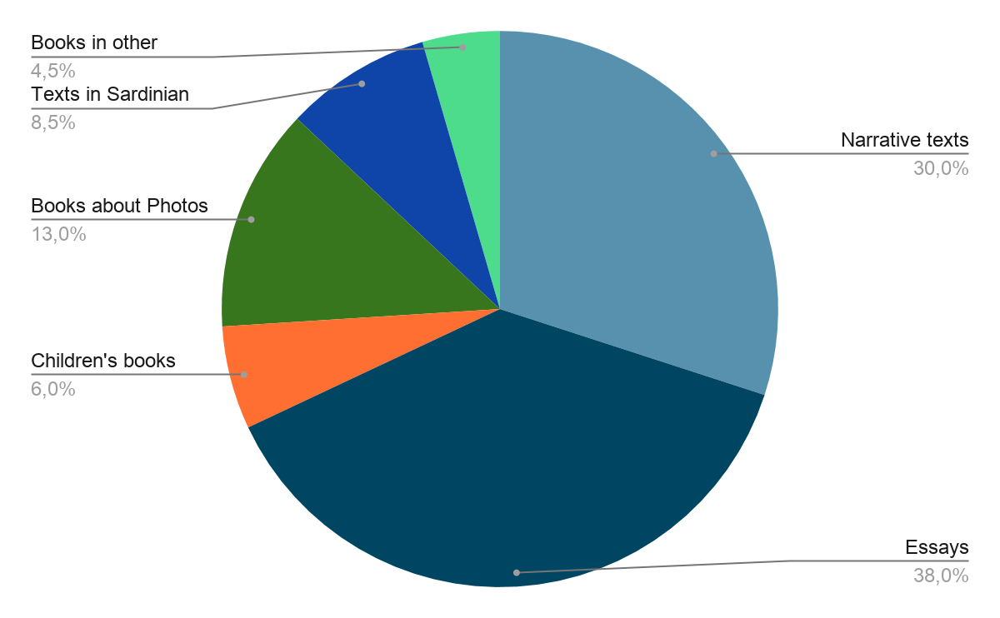 Books in other
4,5%
Texts in Sardinian
8,5%
Books about Photos
13,0%
Children's books
6,0%
Narrative texts
30,0%
Essays
38,0%